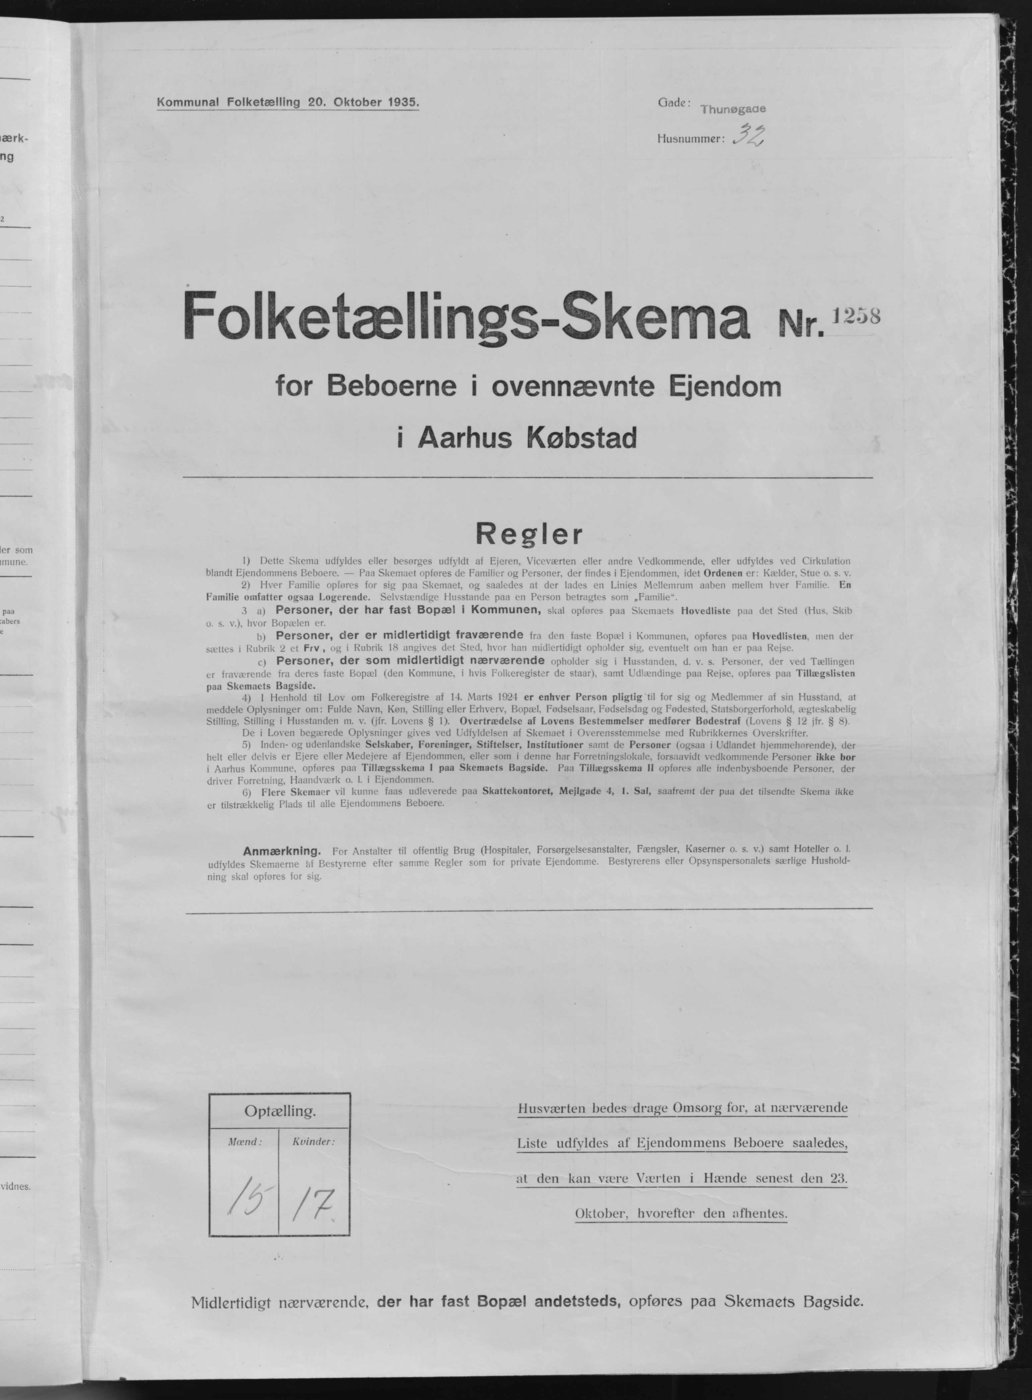 Kommunal Folketælling 20. Oktober 1935.
Gade: Thunøgade
Husnummer: 32
Folketællings-Skema Nr. 1258
for Beboerne i ovennævnte Ejendom
i Aarhus Købstad
Regler
1) Dette Skema udfyldes eller besørges udfyldt af Ejeren, Viceværten eller andre Vedkommende, eller udfyldes ved Cirkulation
blandt Ejendommens Beboere. — Paa Skemaet opføres de Familier og Personer, der findes i Ejendommen, idet Ordenen er: Kælder, Stue o. s. v.
2) Hver Familie opføres for sig paa Skemaet, og saaledes at der lades en Linies Mellemrum aaben mellem hver Familie. En
Familie omfatter ogsaa Logerende. Selvstændige Husstande paa en Person betragtes som „Familie".
3 a) Personer, der har fast Bopæl i Kommunen, skal opføres paa Skemaets Hovedliste paa det Sted (Hus, Skib
o. s. v.), hvor Bopælen er.
b) Personer, der er midlertidigt fraværende fra den faste Bopæl i Kommunen, opføres paa Hovedlisten, men der
sættes i Rubrik 2 et Frv, og i Rubrik 18 angives det Sted, hvor han midlertidigt opholder sig, eventuelt om han er paa Rejse.
c) Personer, der som midlertidigt nærværende opholder sig i Husstanden, d. v. s. Personer, der ved Tællingen
er fraværende fra deres faste Bopæl (den Kommune, i hvis Folkeregister de staar), samt Udlændinge paa Rejse, opføres paa Tillægslisten
paa Skemaets Bagside.
4) I Henhold til Lov om Folkeregistre af 14. Marts 1924 er enhver Person pligtig til for sig og Medlemmer af sin Husstand, at
meddele Oplysninger om: Fulde Navn, Køn, Stilling eller Erhverv, Bopæl, Fødselsaar, Fødselsdag og Fødested, Statsborgerforhold, ægteskabelig
Stilling, Stilling i Husstanden m. v. (jfr. Lovens § 1). Overtrædelse af Lovens Bestemmelser medfører Bødestraf (Lovens § 12 jfr. § 8).
De i Loven begærede Oplysninger gives ved Udfyldelsen af Skemaet i Overensstemmelse med Rubrikkernes Overskrifter.
5) Inden- og udenlandske Selskaber, Foreninger, Stiftelser, Institutioner samt de Personer (ogsaa i Udlandet hjemmehørende), der
helt eller delvis er Ejere eller Medejere af Ejendommen, eller som i denne har Forretningslokale, forsaavidt vedkommende Personer ikke bor
i Aarhus Kommune, opføres paa Tillægsskema I paa Skemaets Bagside. Paa Tillægsskema II opføres alle indenbysboende Personer, der
driver Forretning, Haandværk o. l. i Ejendommen.
6) Flere Skemaer vil kunne faas udleverede paa Skattekontoret, Mejlgade 4, 1. Sal, saafremt der paa det tilsendte Skema ikke
er tilstrækkelig Plads til alle Ejendommens Beboere.
Anmærkning. For Anstalter til offentlig Brug (Hospitaler, Forsørgelsesanstalter, Fængsler, Kaserner o. s. v.) samt Hoteller o. l.
udfyldes Skemaerne af Bestyrerne efter samme Regler som for private Ejendomme. Bestyrerens eller Opsynspersonalets særlige Hushold-
ning skal opføres for sig.
Optælling.
Mænd: Kvinder:
15 17.
Husværten bedes drage Omsorg for, at nærværende
Liste udfyldes af Ejendommens Beboere saaledes,
at den kan være Værten i Hænde senest den 23.
Oktober, hvorefter den afhentes.
Midlertidigt nærværende, der har fast Bopæl andetsteds, opføres paa Skemaets Bagside.